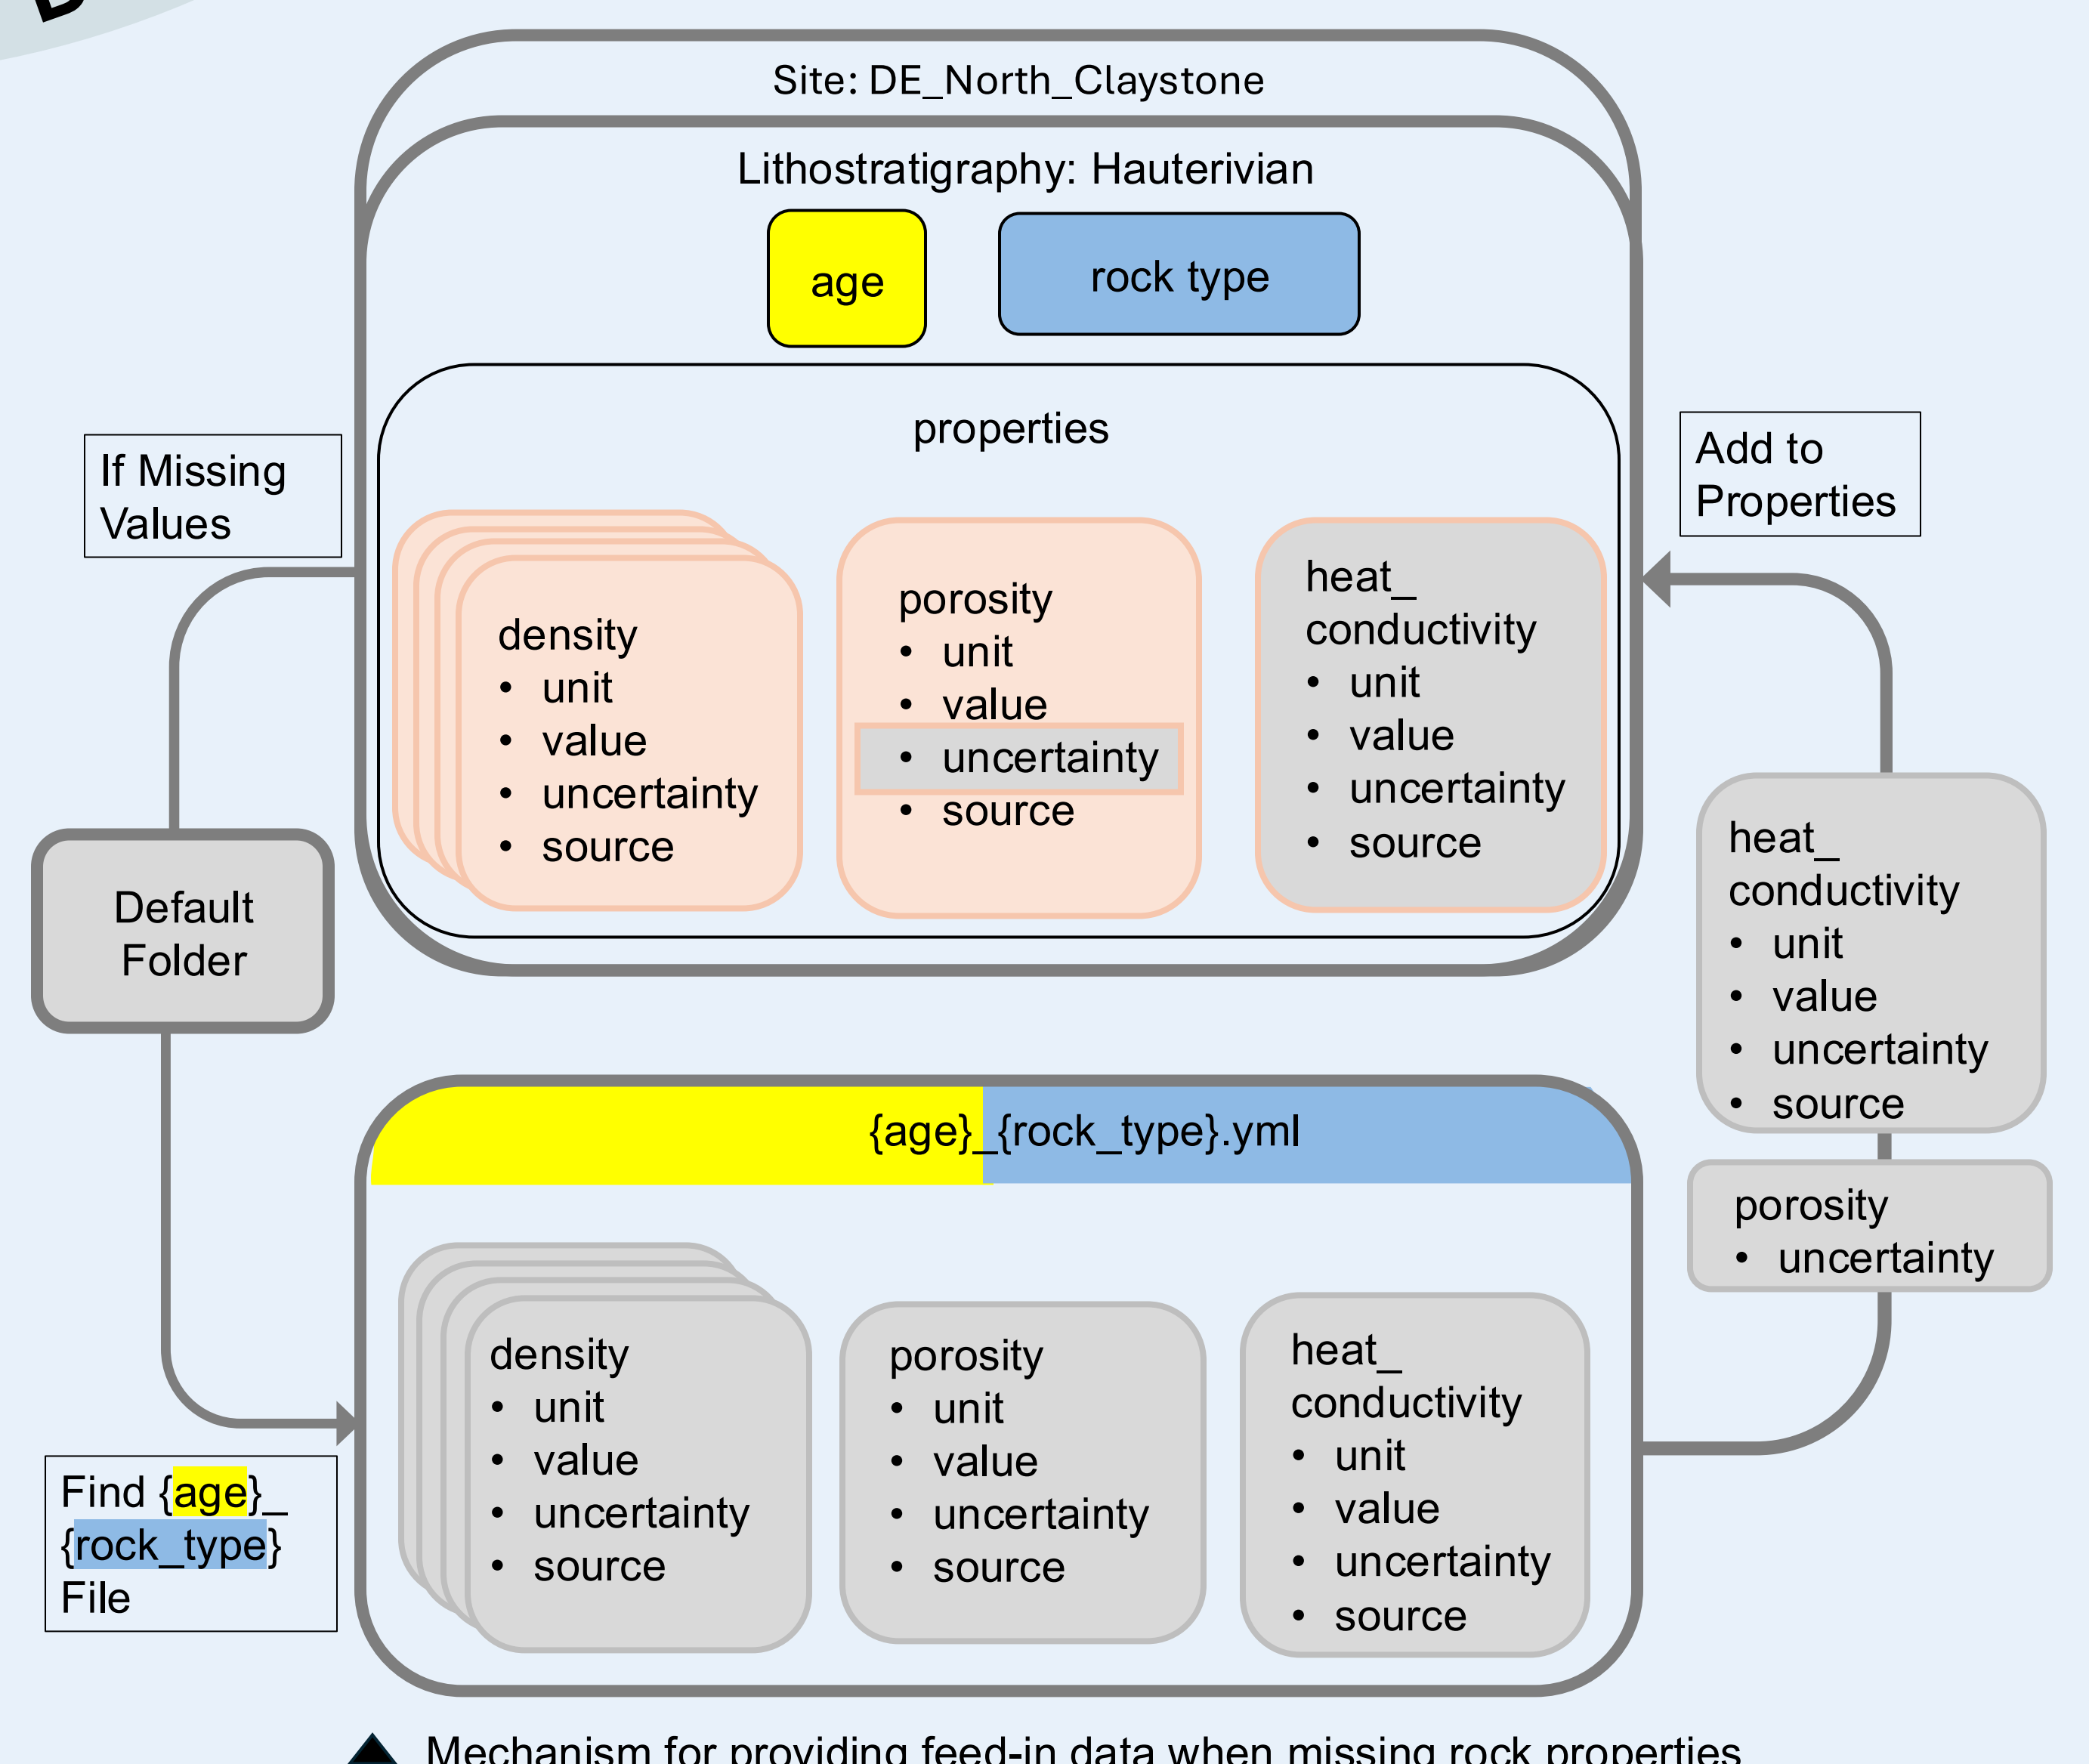 Site: DE_North_Claystone
Lithostratigraphy: Hauterivian
age
rock type
properties
If Missing
Values
Add to
Properties
density
• unit
• value
• uncertainty
• source
porosity
• unit
• value
• uncertainty
• source
heat_
conductivity
• unit
• value
• uncertainty
• source
Default
Folder
heat_
conductivity
• unit
• value
• uncertainty
• source
porosity
• uncertainty
{age}_{rock_type}.yml
density
• unit
• value
• uncertainty
• source
porosity
• unit
• value
• uncertainty
• source
heat_
conductivity
• unit
• value
• uncertainty
• source
Find {age}_
{rock_type}
File
Mechanism for providing feed-in data when missing rock properties